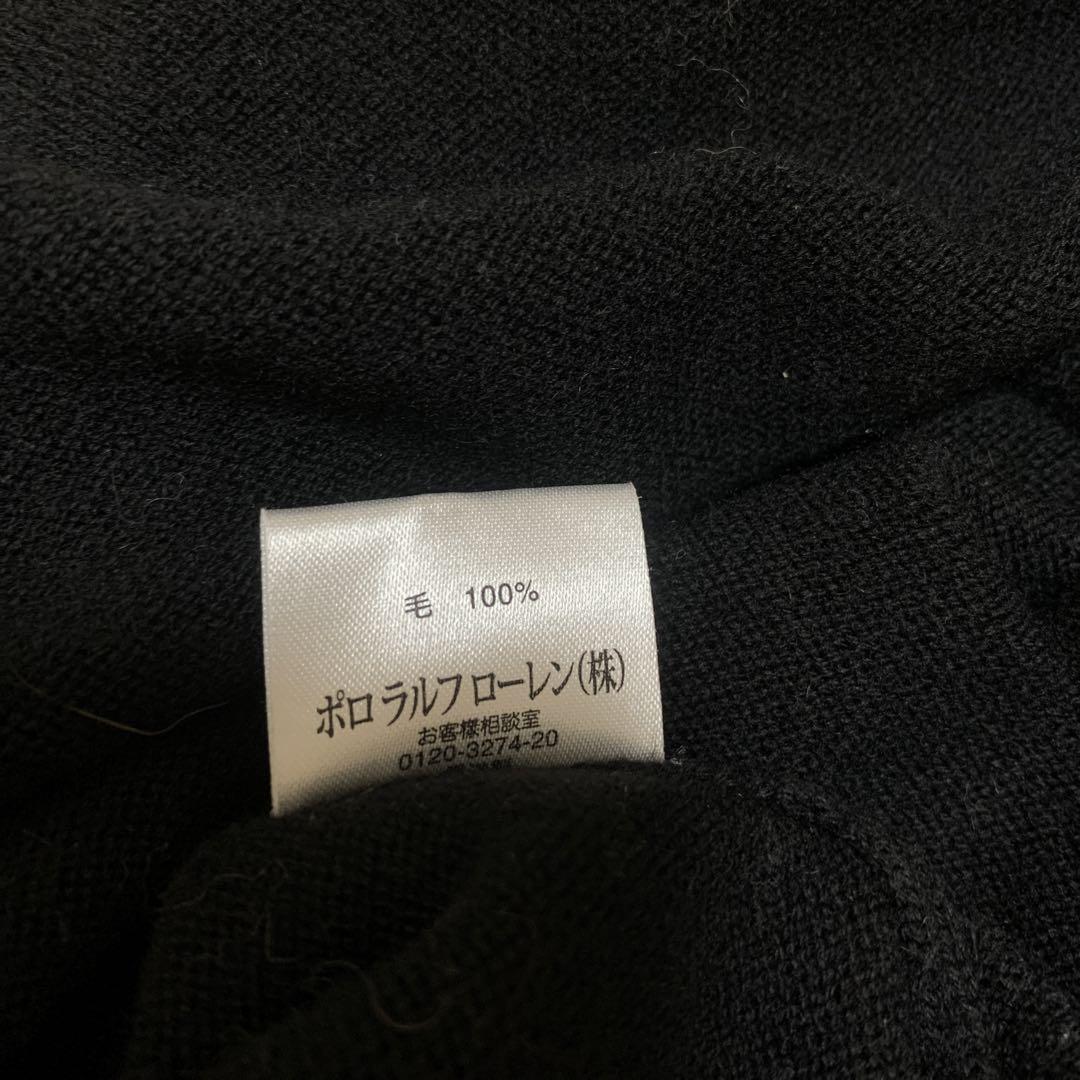 毛 100%
ポロ ラルフ ローレン(株)
お客様相談室
0120-3274-20